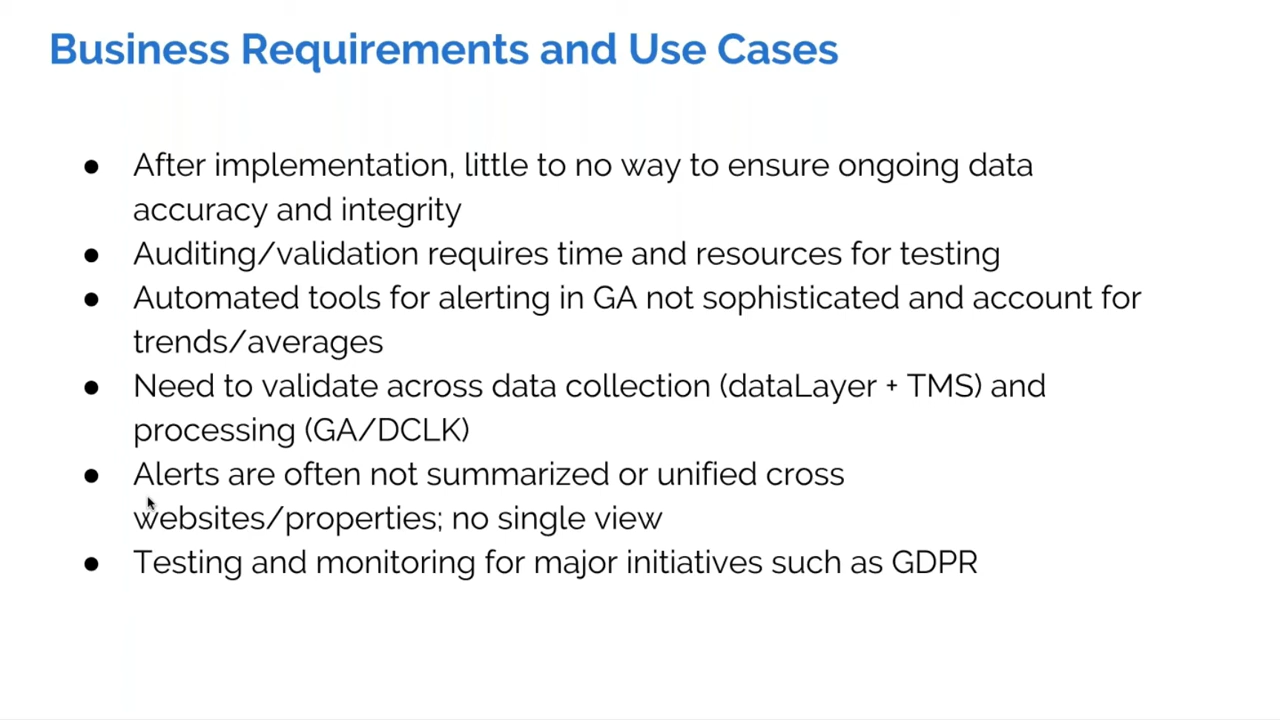 Business Requirements and Use Cases
● After implementation, little to no way to ensure ongoing data
accuracy and integrity
● Auditing/validation requires time and resources for testing
● Automated tools for alerting in GA not sophisticated and account for
trends/averages
● Need to validate across data collection (dataLayer + TMS) and
processing (GA/DCLK)
● Alerts are often not summarized or unified cross
websites/properties; no single view
● Testing and monitoring for major initiatives such as GDPR